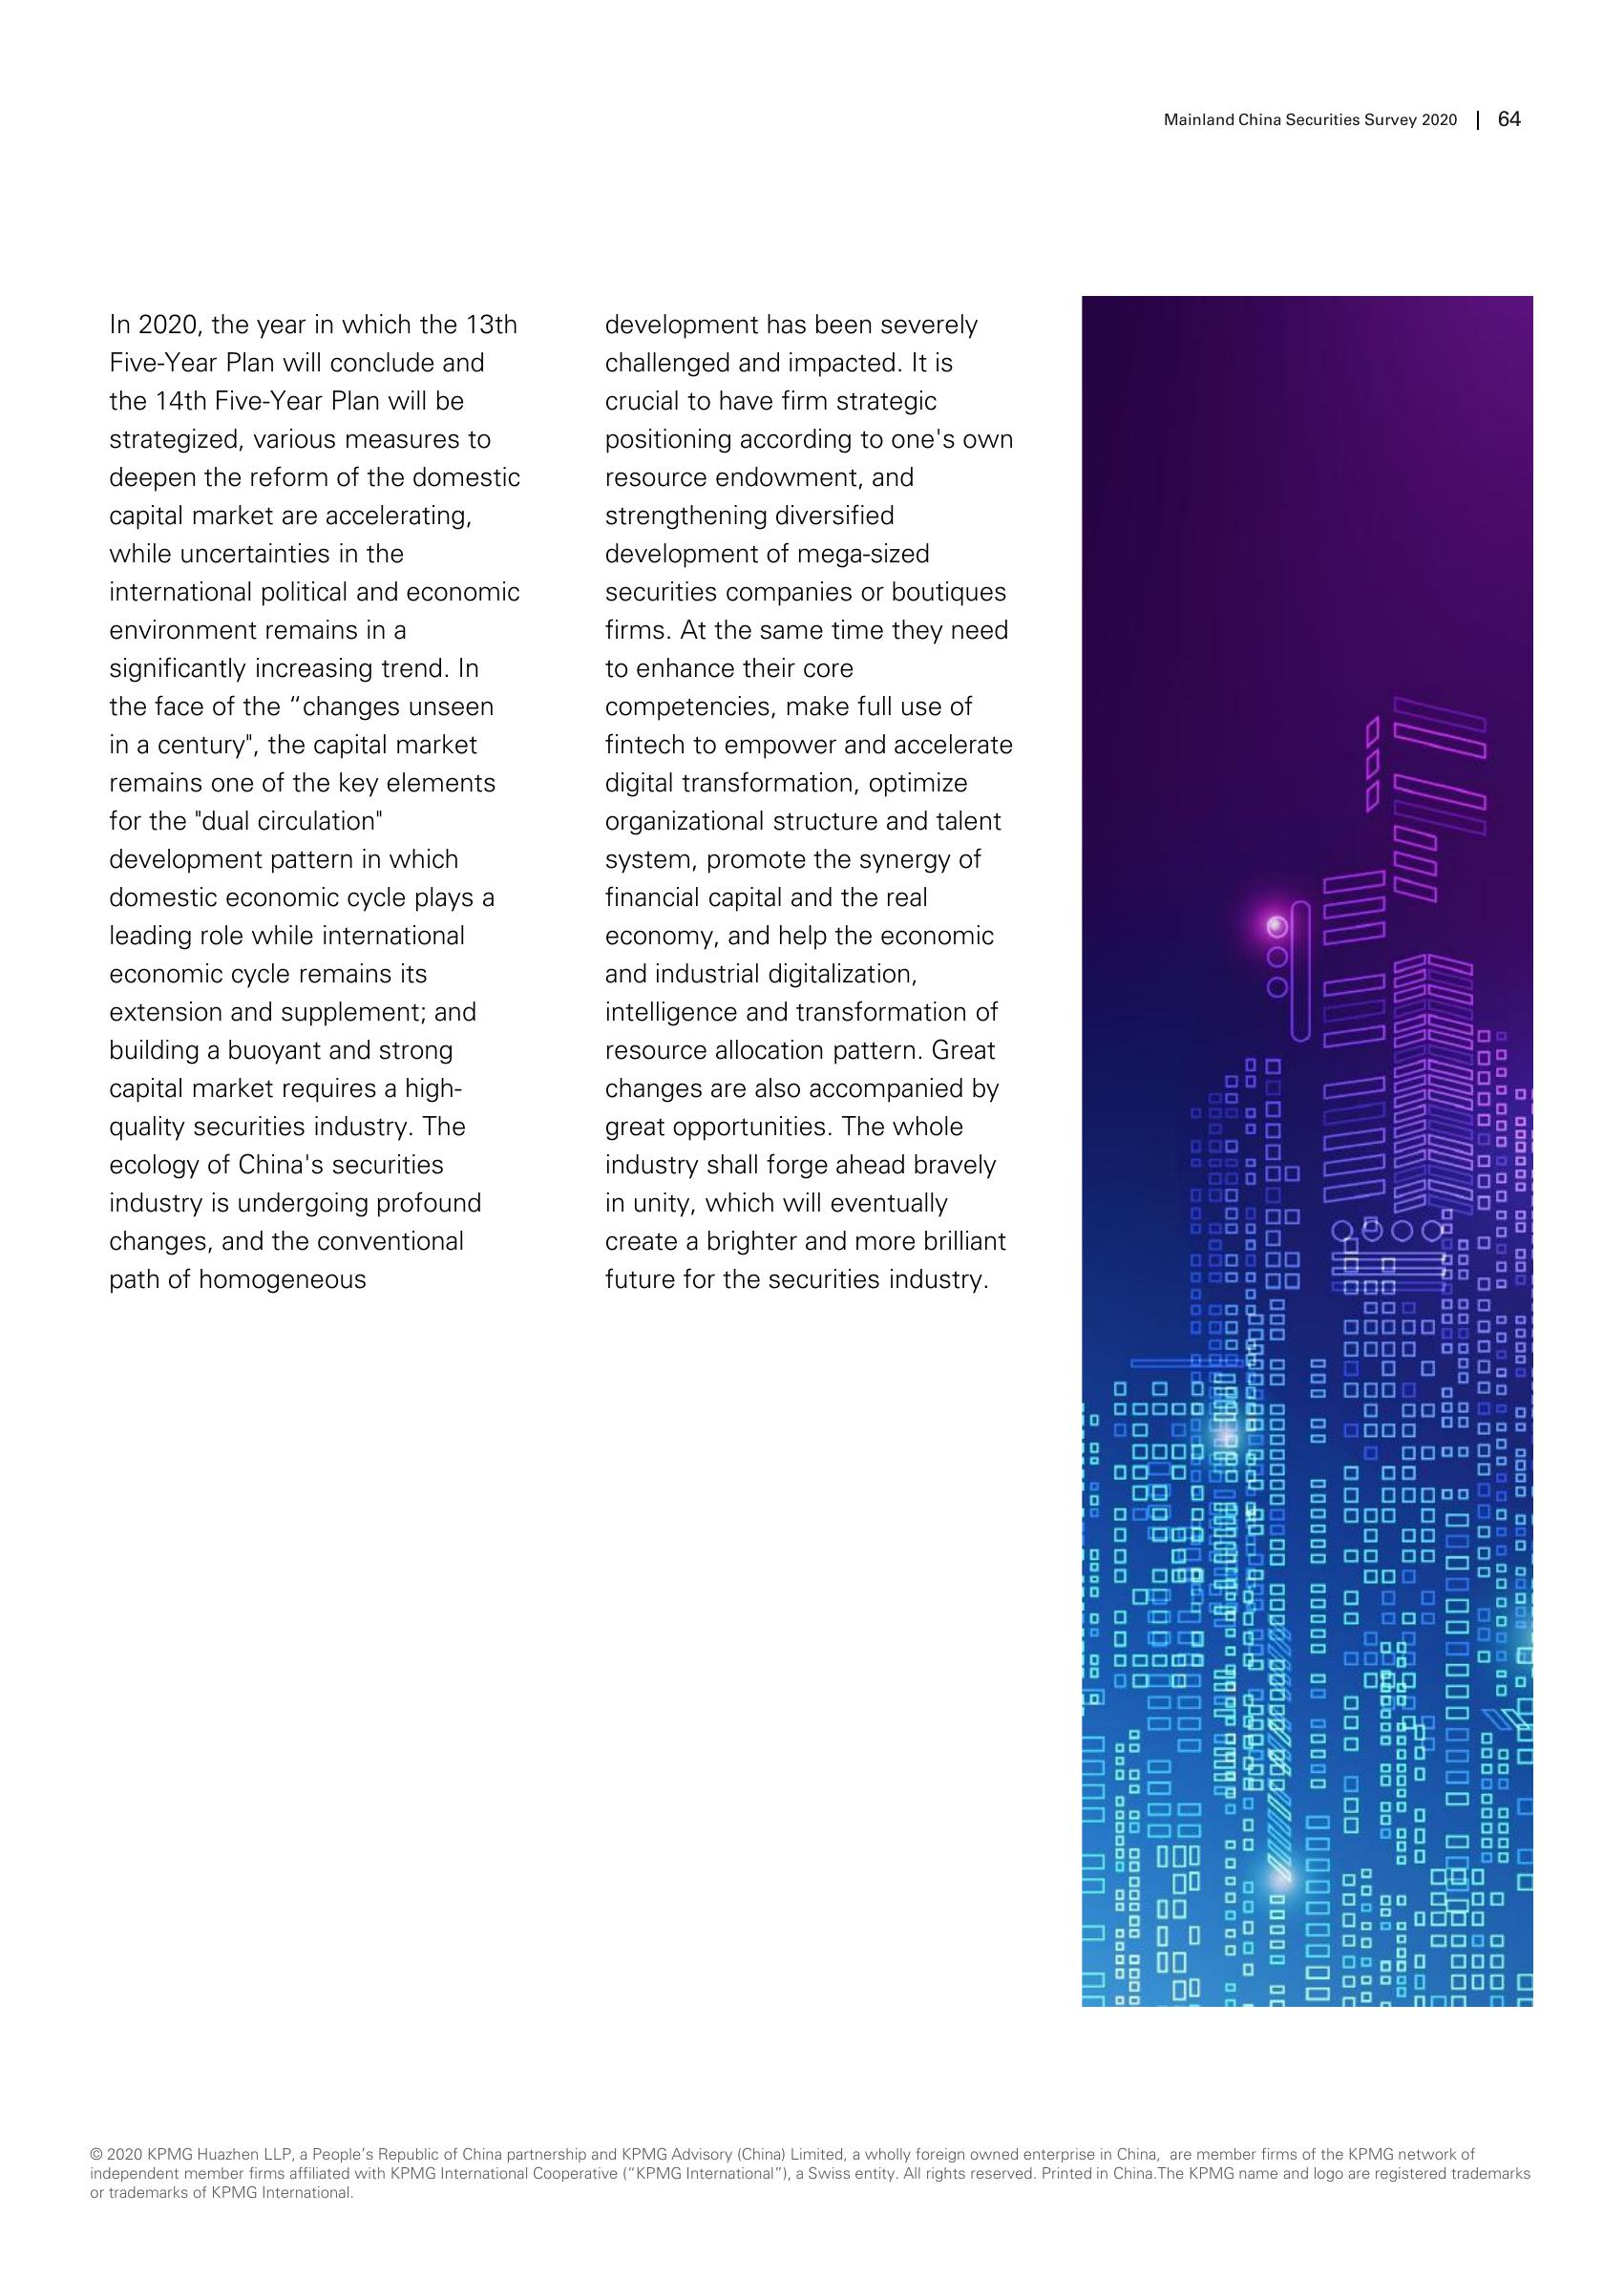 Mainland China Securities Survey 2020 | 64
In 2020, the year in which the 13th
Five-Year Plan will conclude and
the 14th Five-Year Plan will be
strategized, various measures to
deepen the reform of the domestic
capital market are accelerating,
while uncertainties in the
international political and economic
environment remains in a
significantly increasing trend. In
the face of the “changes unseen
in a century", the capital market
remains one of the key elements
for the "dual circulation"
development pattern in which
domestic economic cycle plays a
leading role while international
economic cycle remains its
extension and supplement; and
building a buoyant and strong
capital market requires a high-
quality securities industry. The
ecology of China's securities
industry is undergoing profound
changes, and the conventional
path of homogeneous
development has been severely
challenged and impacted. It is
crucial to have firm strategic
positioning according to one's own
resource endowment, and
strengthening diversified
development of mega-sized
securities companies or boutiques
firms. At the same time they need
to enhance their core
competencies, make full use of
fintech to empower and accelerate
digital transformation, optimize
organizational structure and talent
system, promote the synergy of
financial capital and the real
economy, and help the economic
and industrial digitalization,
intelligence and transformation of
resource allocation pattern. Great
changes are also accompanied by
great opportunities. The whole
industry shall forge ahead bravely
in unity, which will eventually
create a brighter and more brilliant
future for the securities industry.
© 2020 KPMG Huazhen LLP, a People’s Republic of China partnership and KPMG Advisory (China) Limited, a wholly foreign owned enterprise in China, are member firms of the KPMG network of
independent member firms affiliated with KPMG International Cooperative (“KPMG International”), a Swiss entity. All rights reserved. Printed in China.The KPMG name and logo are registered trademarks
or trademarks of KPMG International.